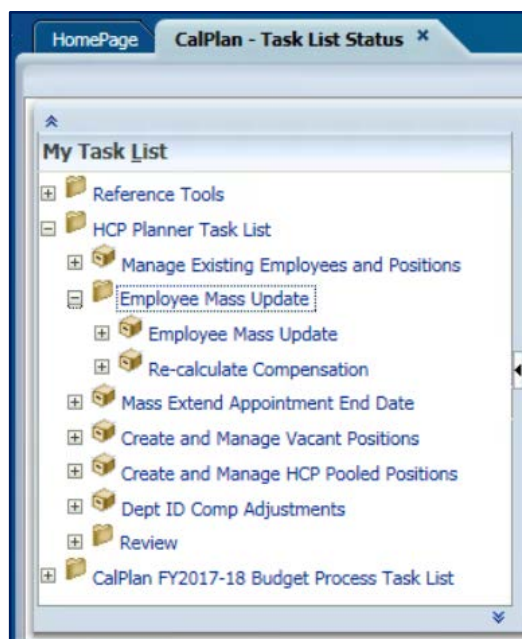 HomePage
CalPlan - Task List Status ×
My Task List
Reference Tools
HCP Planner Task List
Manage Existing Employees and Positions
Employee Mass Update
Employee Mass Update
Re-calculate Compensation
Mass Extend Appointment End Date
Create and Manage Vacant Positions
Create and Manage HCP Pooled Positions
Dept ID Comp Adjustments
Review
CalPlan FY2017-18 Budget Process Task List